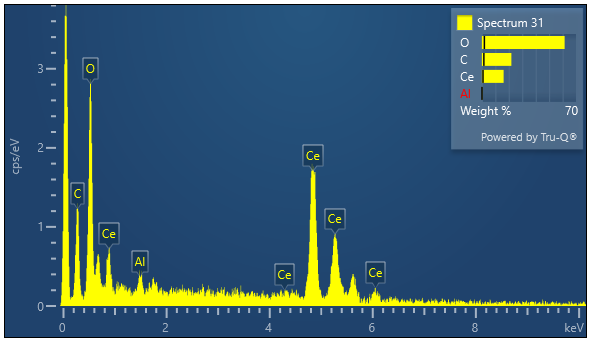 Spectrum 31
O
C
Ce
Al
Weight % 70
Powered by Tru-Q®
cps/eV
3
2
1
0
O
C
Ce
Al
Ce
Ce
Ce
Ce
0 2 4 6 8 keV